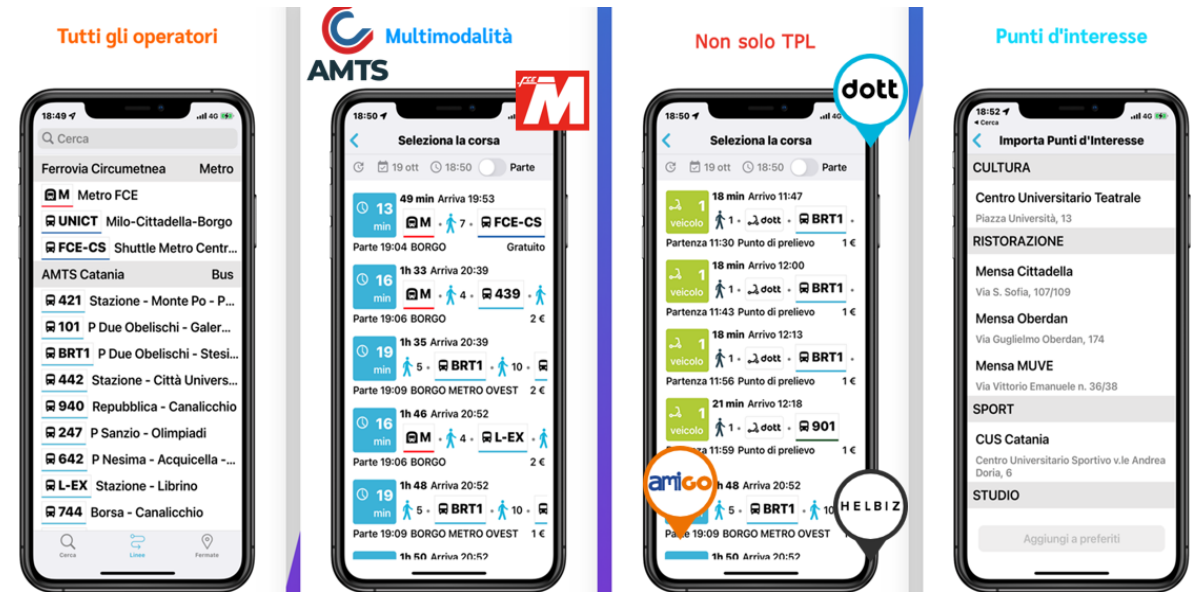 Tutti gli operatori
18:49
4G
Cerca
Ferrovia Circumetnea Metro
M Metro FCE
UNICT Milo-Cittadella-Borgo
FCE-CS Shuttle Metro Centr...
AMTS Catania Bus
421 Stazione - Monte Po - P...
101 P Due Obelischi - Galer...
BRT1 P Due Obelischi - Stesi...
442 Stazione - Città Univers...
940 Repubblica - Canalicchio
247 P Sanzio - Olimpiadi
642 P Nesima - Acquicella -...
L-EX Stazione - Librino
744 Borsa - Canalicchio
Cerca Linee Fermate
AMTS
Multimodalità
FCE
M
18:50
Seleziona la corsa
19 ott 18:50 Parte
13 min
49 min Arriva 19:53
M 7 FCE-CS
Parte 19:04 BORGO Gratuito
16 min
1h 33 Arriva 20:39
M 4 439
Parte 19:06 BORGO 2 €
19 min
1h 35 Arriva 20:39
5 BRT1 10
Parte 19:09 BORGO METRO OVEST 2 €
16 min
1h 46 Arriva 20:52
M 4 L-EX
Parte 19:06 BORGO 2 €
19 min
1h 48 Arriva 20:52
5 BRT1 10
Parte 19:09 BORGO METRO OVEST 1 €
1h 50 Arriva 20:52
Non solo TPL
dott
18:50
4G
Seleziona la corsa
19 ott 18:50 Parte
1 veicolo
18 min Arrivo 11:47
1 dott BRT1
Partenza 11:30 Punto di prelievo 1 €
1 veicolo
18 min Arrivo 12:00
1 dott BRT1
Partenza 11:43 Punto di prelievo 1 €
1 veicolo
18 min Arrivo 12:13
1 dott BRT1
Partenza 11:56 Punto di prelievo 1 €
1 veicolo
21 min Arrivo 12:18
1 dott 901
11:59 Punto di prelievo 1 €
amiGO
1h 48 Arriva 20:52
5 BRT1 10
HELBIZ
Parte 19:09 BORGO METRO OVEST
1h 50 Arriva 20:52
Punti d'interesse
18:52
4G
Cerca
Importa Punti d'Interesse
CULTURA
Centro Universitario Teatrale
Piazza Università, 13
RISTORAZIONE
Mensa Cittadella
Via S. Sofia, 107/109
Mensa Oberdan
Via Guglielmo Oberdan, 174
Mensa MUVE
Via Vittorio Emanuele n. 36/38
SPORT
CUS Catania
Centro Universitario Sportivo v.le Andrea
Doria, 6
STUDIO
Aggiungi a preferiti